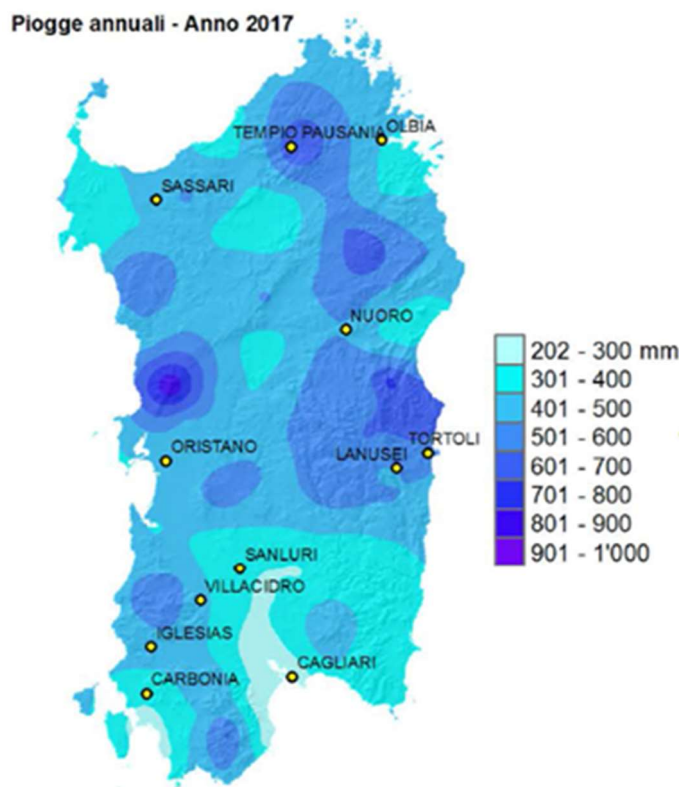 Piogge annuali - Anno 2017
TEMPIO PAUSANIA
OLBIA
SASSARI
NUORO
ORISTANO
TORTOLI
LANUSEI
SANLURI
VILLACIDRO
IGLESIAS
CAGLIARI
CARBONIA
202 - 300 mm
301 - 400
401 - 500
501 - 600
601 - 700
701 - 800
801 - 900
901 - 1'000